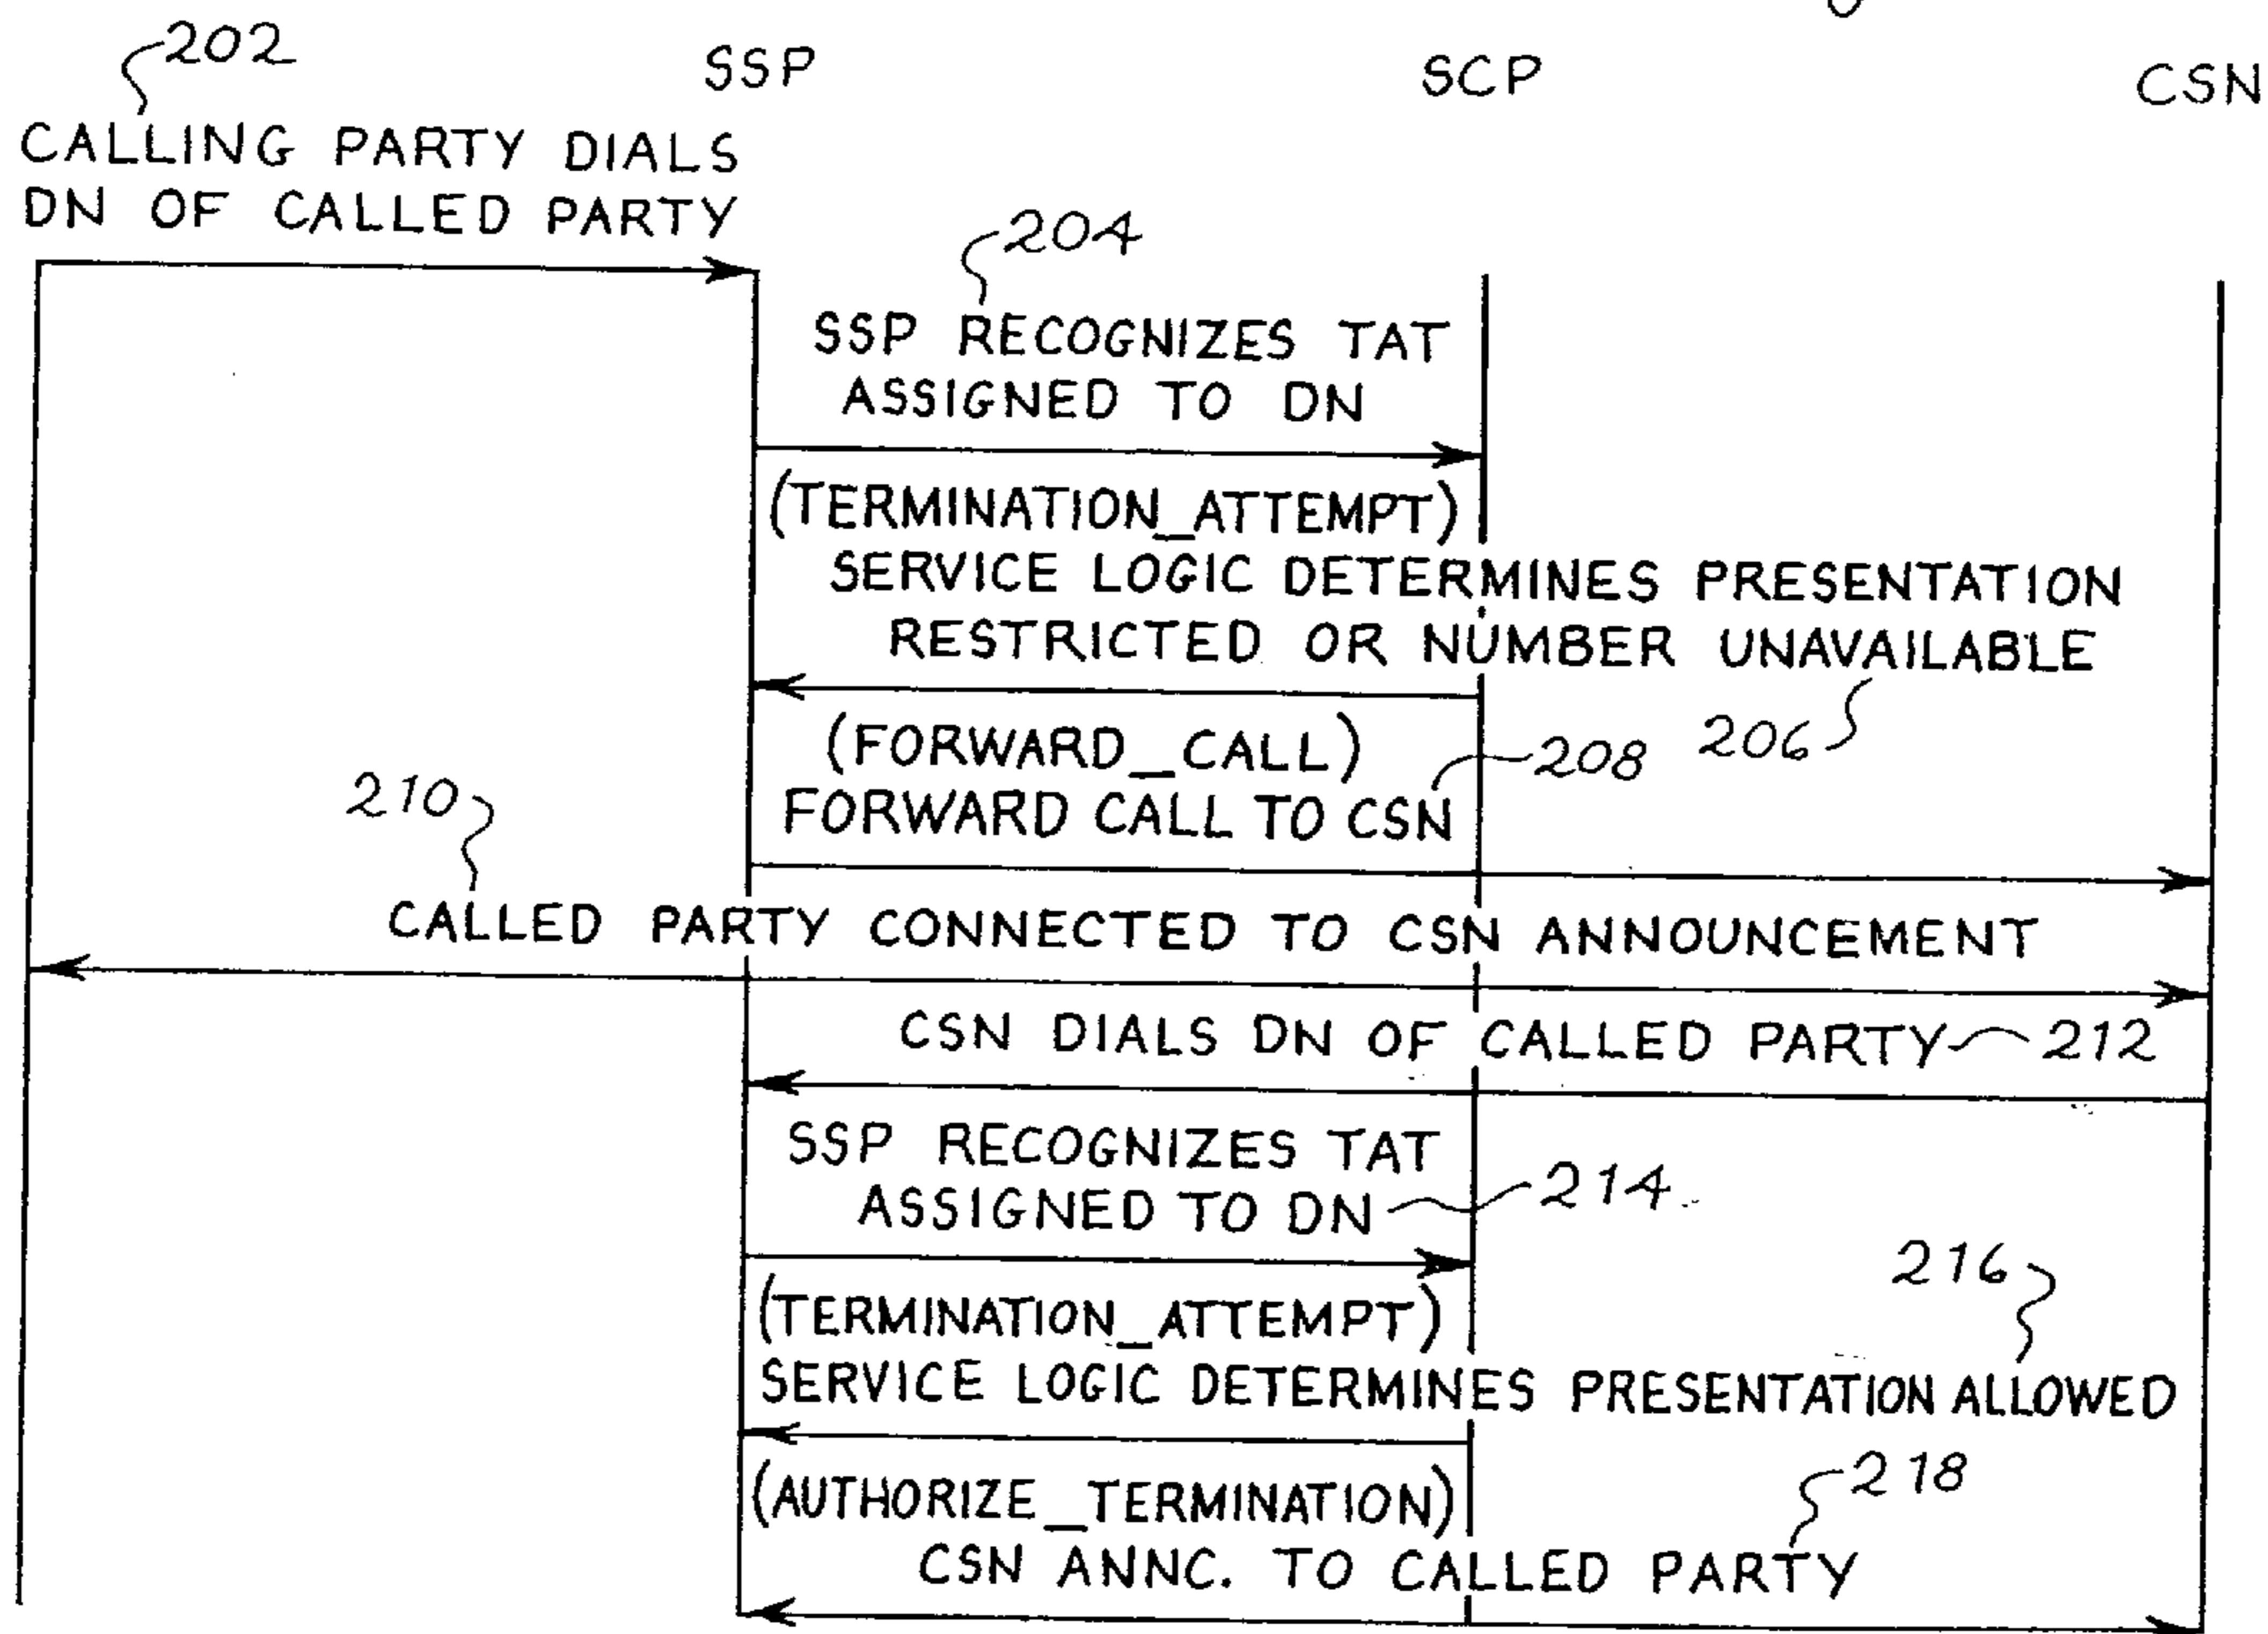 202
SSP
SCP
CSN
CALLING PARTY DIALS
DN OF CALLED PARTY
204
SSP RECOGNIZES TAT
ASSIGNED TO DN
(TERMINATION_ATTEMPT)
SERVICE LOGIC DETERMINES PRESENTATION
RESTRICTED OR NUMBER UNAVAILABLE
206
(FORWARD_CALL)
208
FORWARD CALL TO CSN
210
CALLED PARTY CONNECTED TO CSN ANNOUNCEMENT
CSN DIALS DN OF CALLED PARTY 212
SSP RECOGNIZES TAT
ASSIGNED TO DN 214
(TERMINATION_ATTEMPT)
216
SERVICE LOGIC DETERMINES PRESENTATION ALLOWED
(AUTHORIZE_TERMINATION)
218
CSN ANNC. TO CALLED PARTY